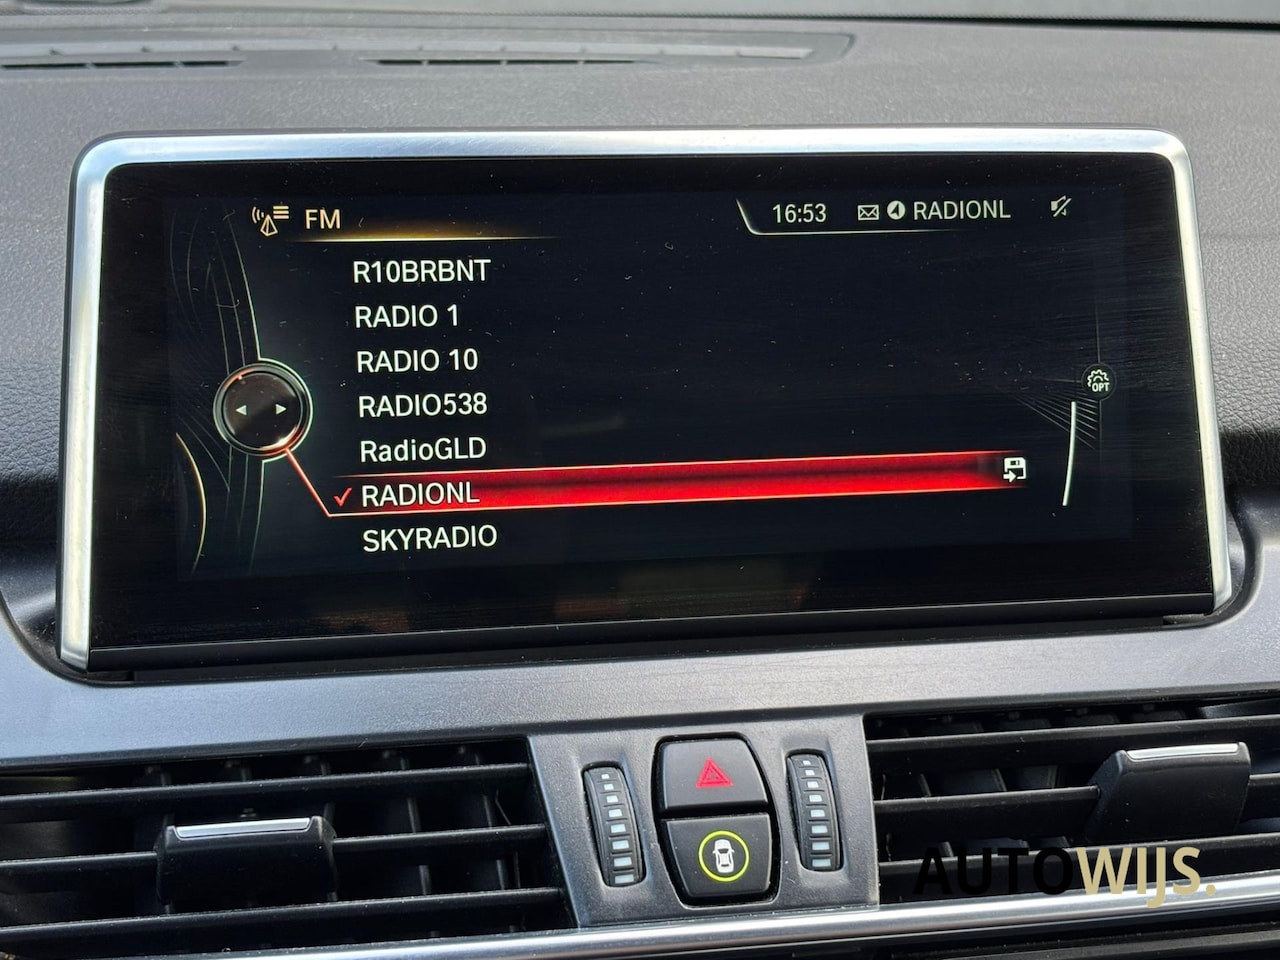 FM
16:53 RADIONL
R10BRBNT
RADIO 1
RADIO 10
RADIO538
RadioGLD
RADIONL
SKYRADIO
OPT
AUTOWIJS.